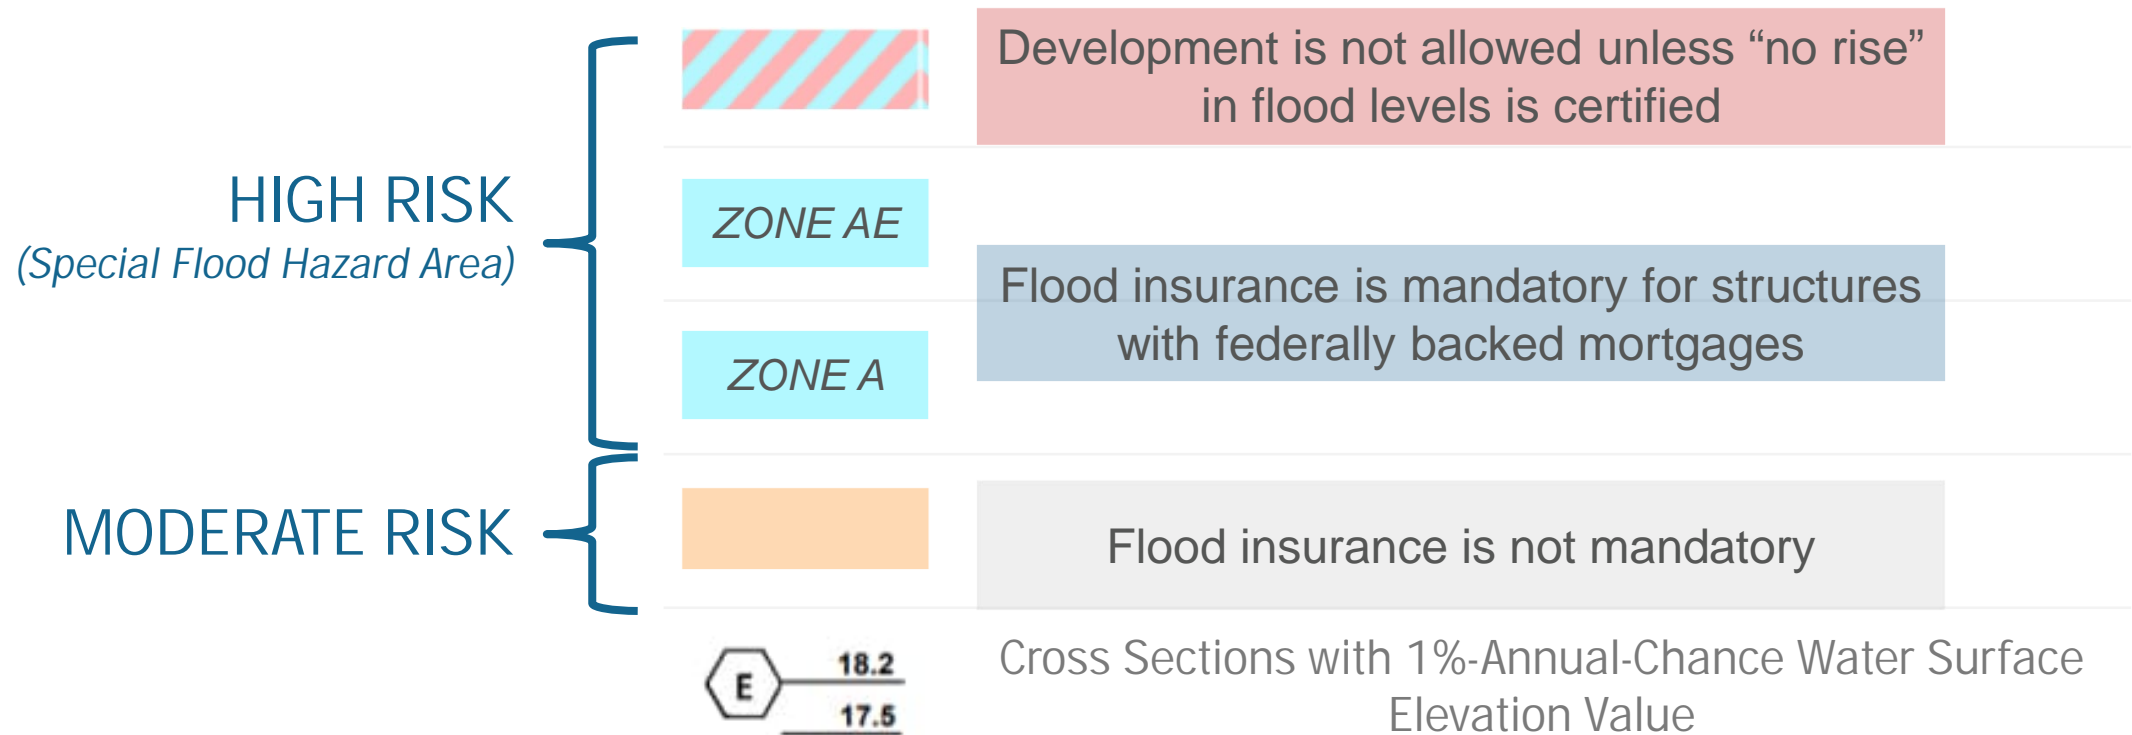 Development is not allowed unless “no rise”
in flood levels is certified
HIGH RISK
(Special Flood Hazard Area)
ZONE AE
Flood insurance is mandatory for structures
with federally backed mortgages
ZONE A
MODERATE RISK
Flood insurance is not mandatory
E
18.2
17.5
Cross Sections with 1%-Annual-Chance Water Surface
Elevation Value